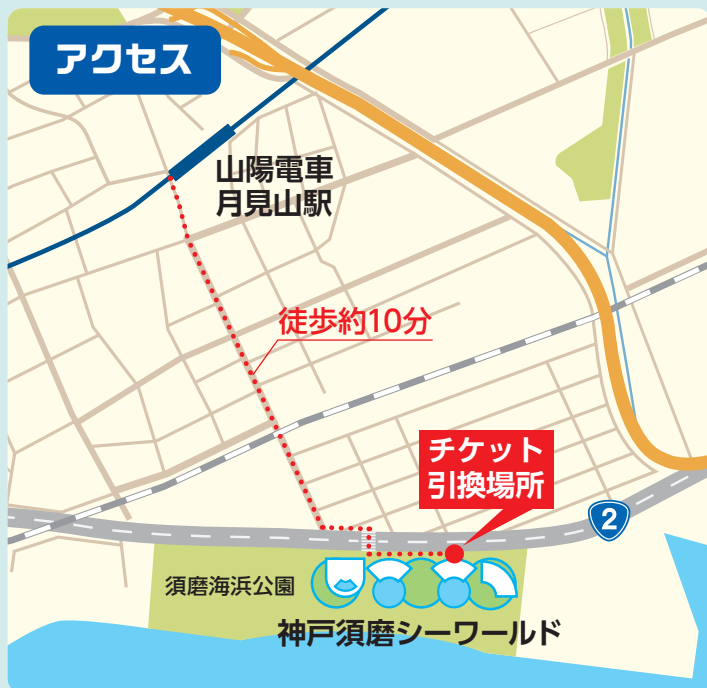 アクセス
山陽電車
月見山駅
徒歩約10分
チケット
引換場所
2
須磨海浜公園
神戸須磨シーワールド